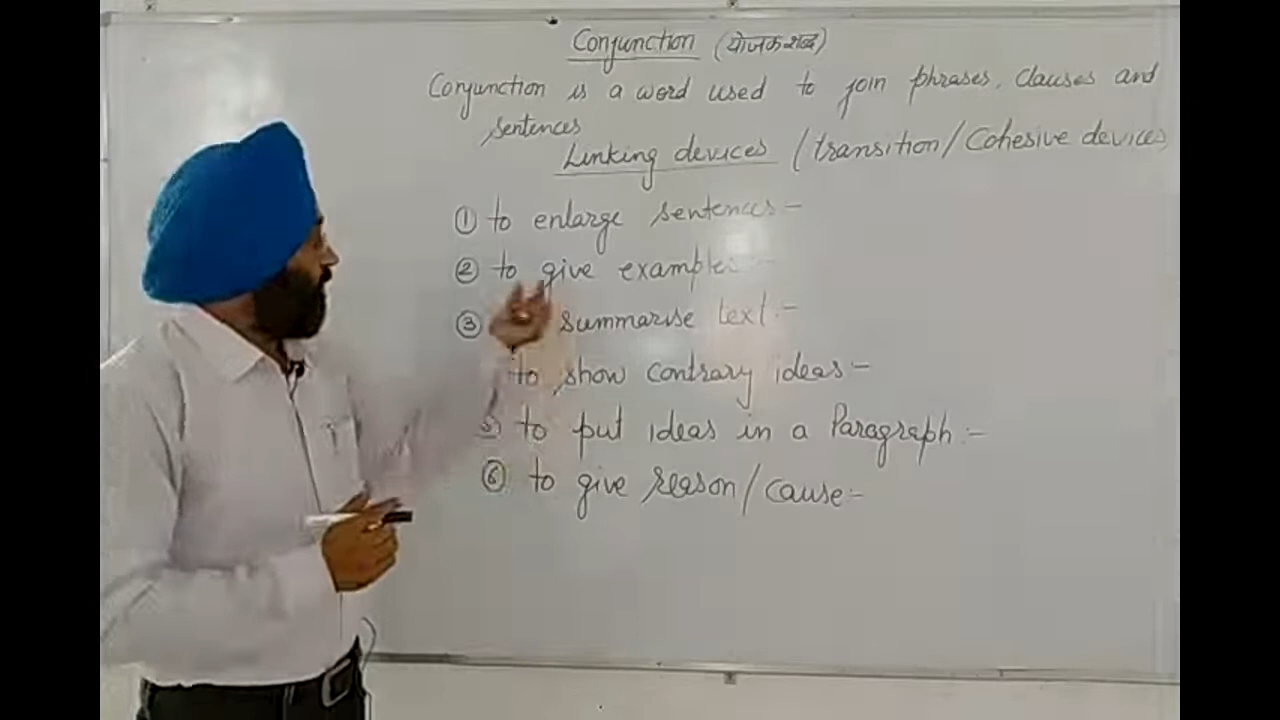 Conjunction (योजक शब्द)
Conjunction is a word used to join phrases, clauses and
sentences
Linking devices / transition / Cohesive devices
① to enlarge sentences:-
② to give examples:-
③ summarise text:-
to show contrary ideas:-
5) to put ideas in a Paragraph:-
⑥ to give reason/cause:-